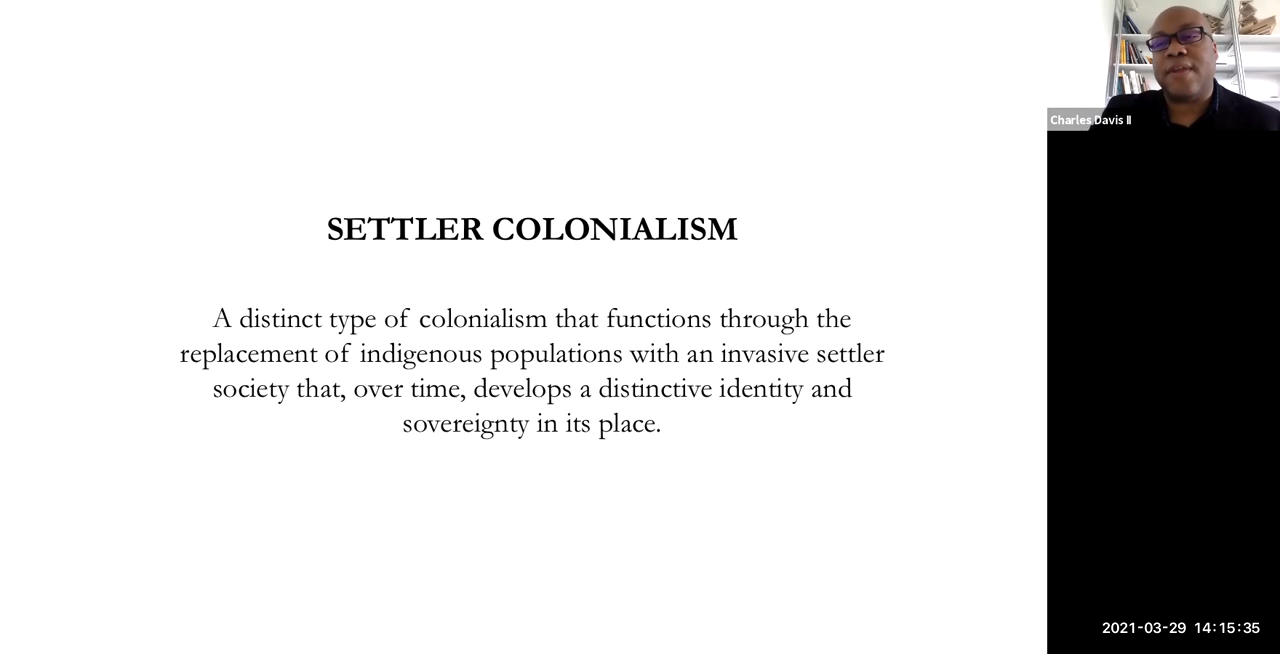 SETTLER COLONIALISM
A distinct type of colonialism that functions through the
replacement of indigenous populations with an invasive settler
society that, over time, develops a distinctive identity and
sovereignty in its place.
Charles Davis II
2021-03-29 14:15:35